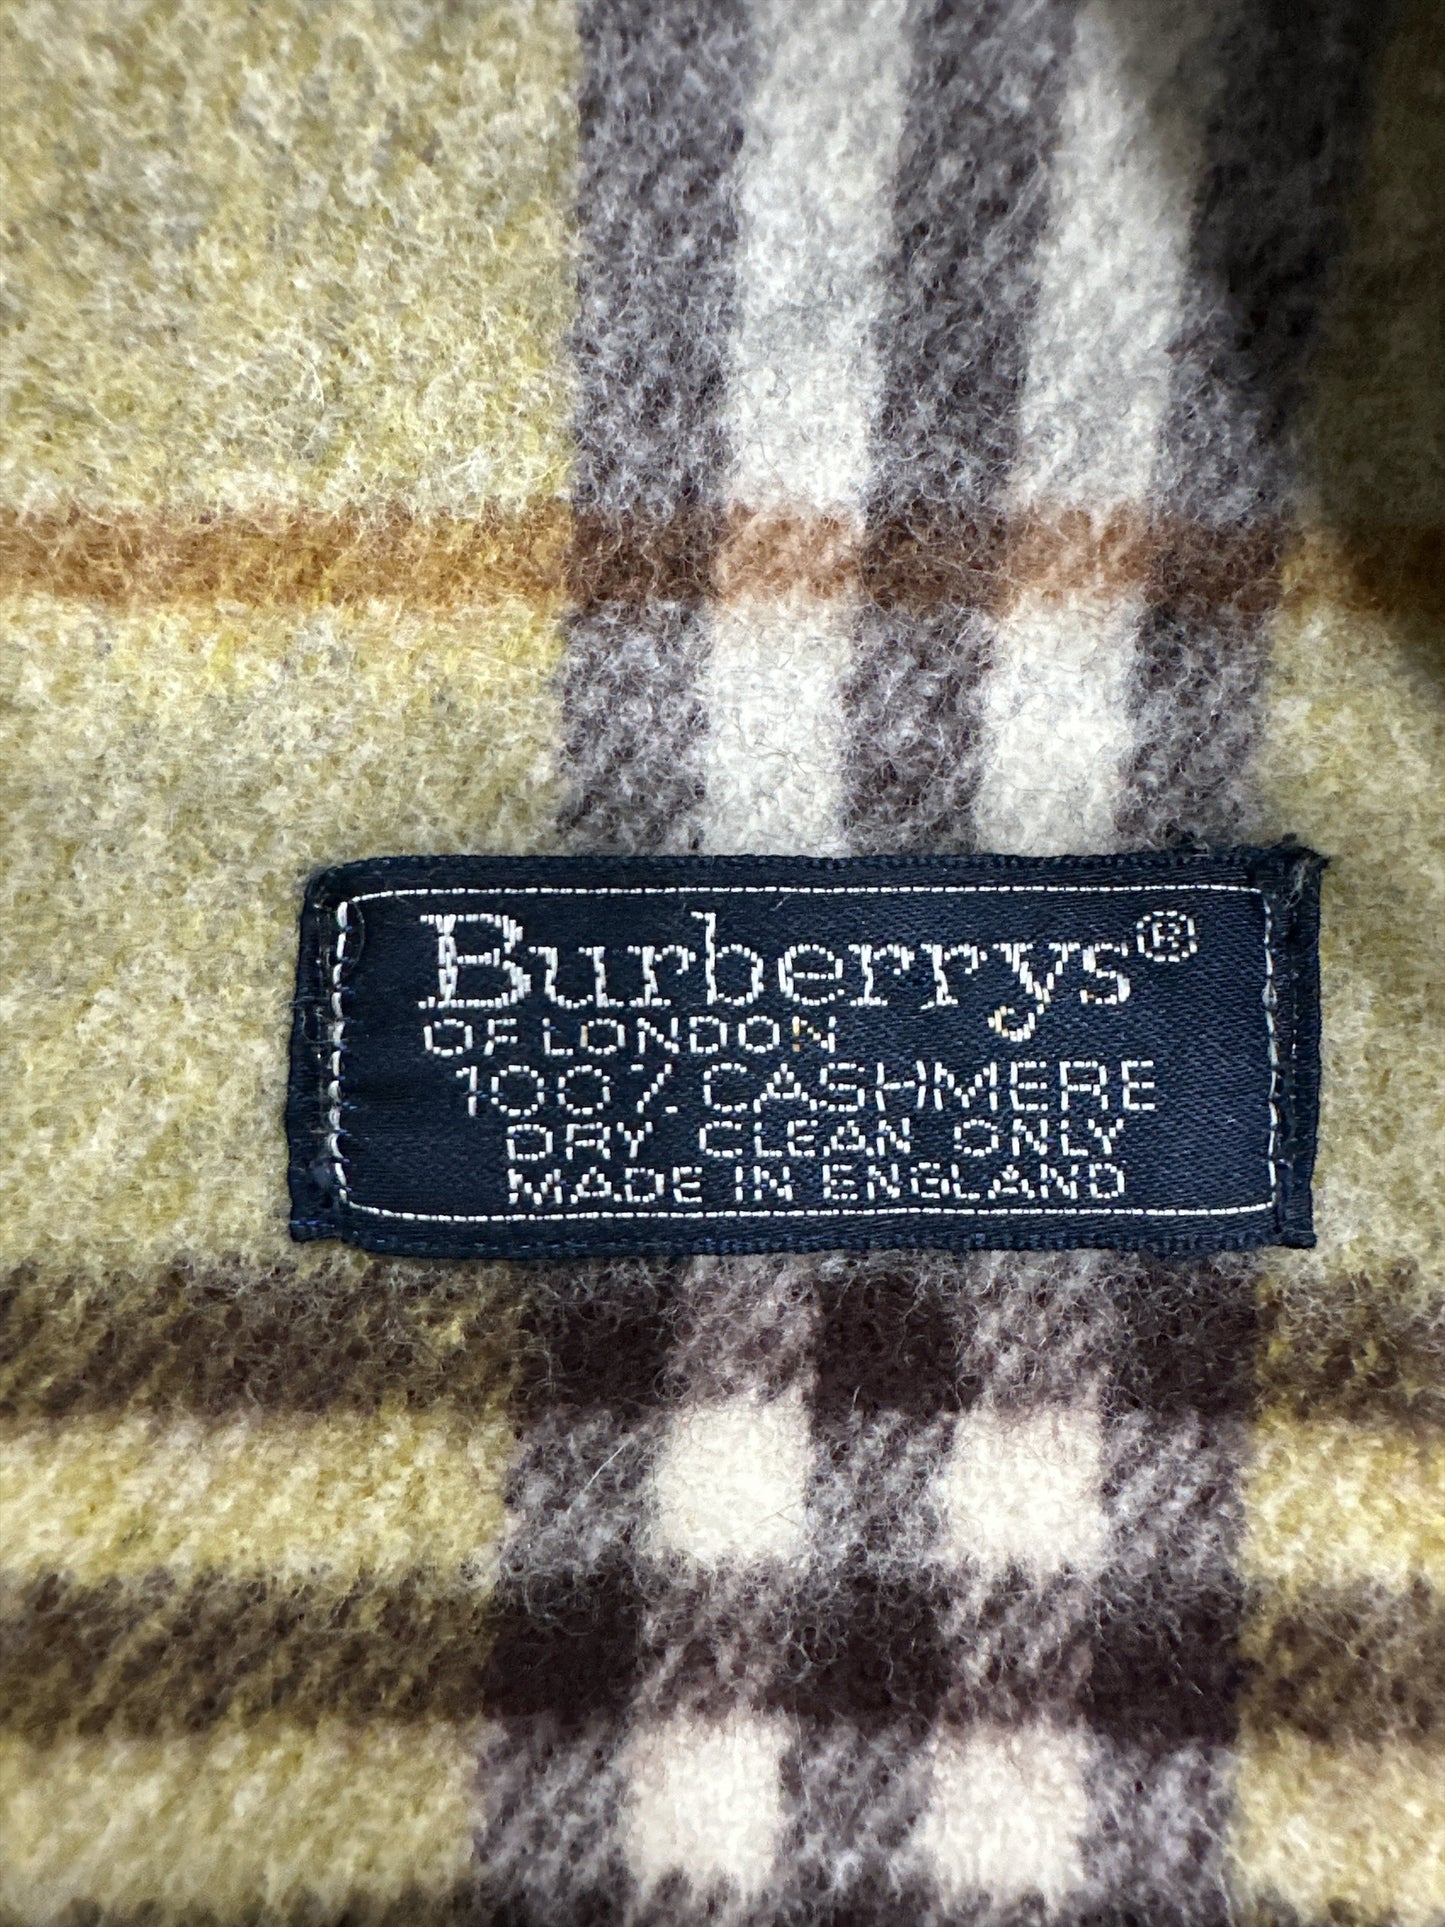 Burberrys®
OF LONDON
100% CASHMERE
DRY CLEAN ONLY
MADE IN ENGLAND